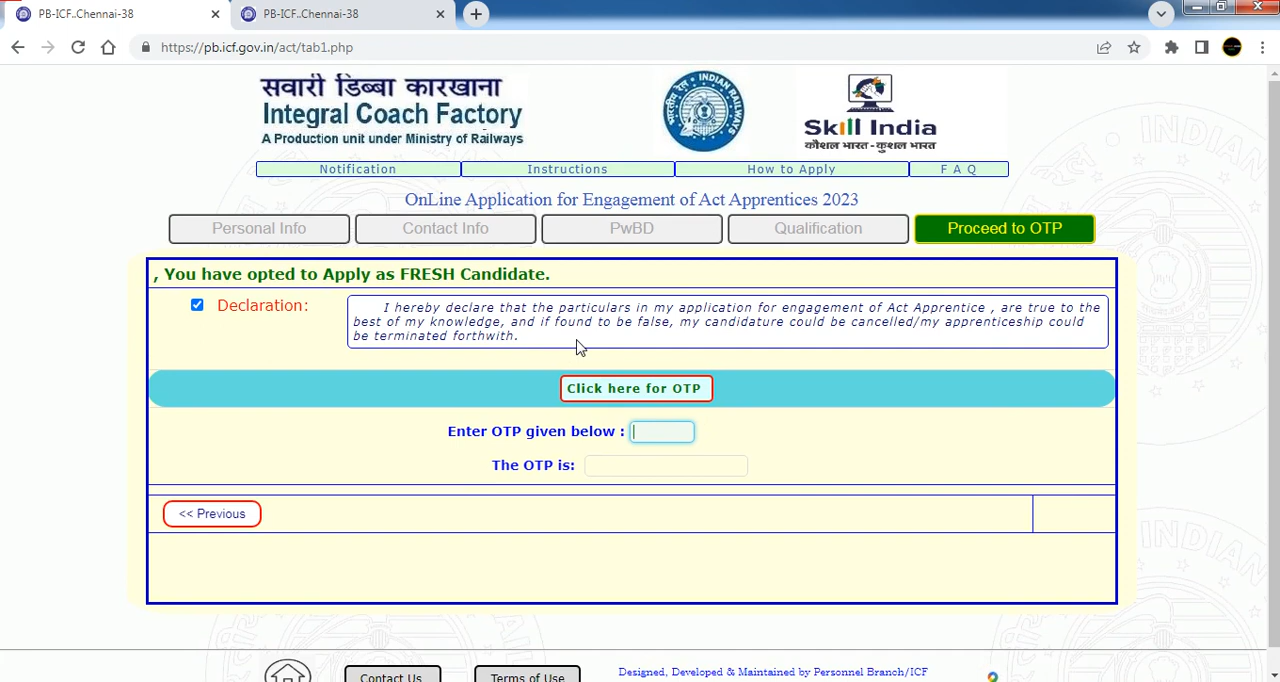 PB-ICF..Chennai-38
PB-ICF..Chennai-38
https://pb.icf.gov.in/act/tab1.php
सवारी डिब्बा कारखाना
Integral Coach Factory
A Production unit under Ministry of Railways
INDIAN RAILWAYS
Skill India
कौशल भारत-कुशल भारत
Notification
Instructions
How to Apply
F A Q
OnLine Application for Engagement of Act Apprentices 2023
Personal Info
Contact Info
PwBD
Qualification
Proceed to OTP
, You have opted to Apply as FRESH Candidate.
Declaration:
I hereby declare that the particulars in my application for engagement of Act Apprentice , are true to the
best of my knowledge, and if found to be false, my candidature could be cancelled/my apprenticeship could
be terminated forthwith.
Click here for OTP
Enter OTP given below :
The OTP is:
<< Previous
Contact Us
Terms of Use
Designed, Developed & Maintained by Personnel Branch/ICF